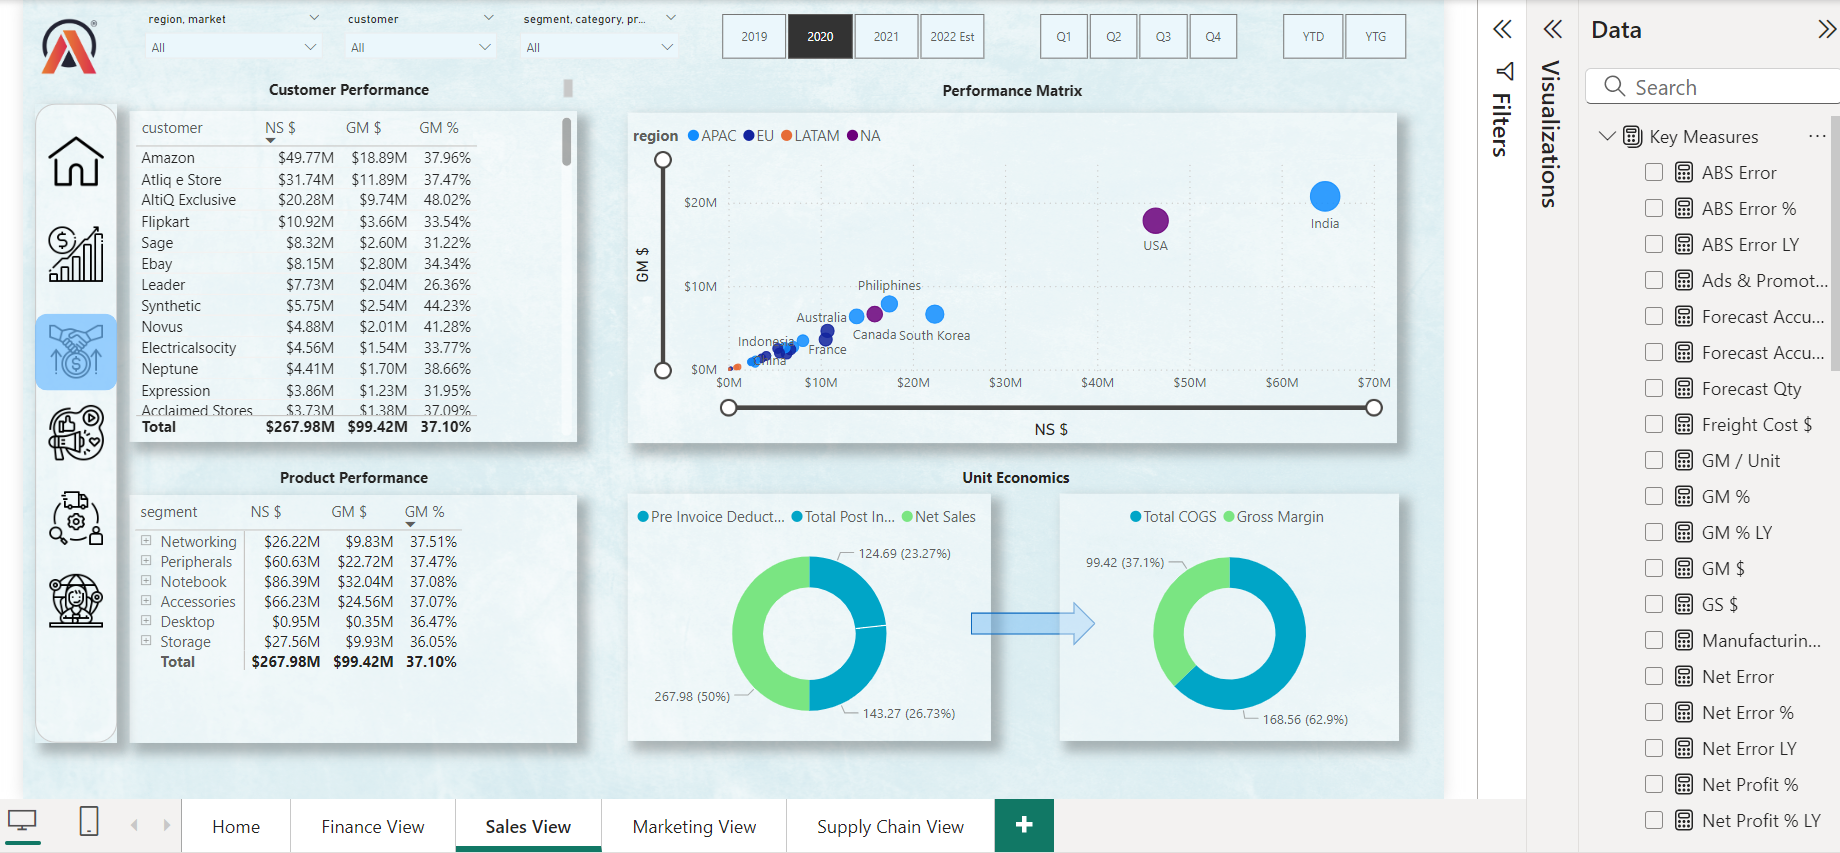 region, market
customer
segment, category, pr...
All
All
All
2019
2020
2021
2022 Est
Q1
Q2
Q3
Q4
YTD
YTG
Customer Performance
customer NS $ GM $ GM %
Amazon $49.77M $18.89M 37.96%
Atliq e Store $31.74M $11.89M 37.47%
AltiQ Exclusive $20.28M $9.74M 48.02%
Flipkart $10.92M $3.66M 33.54%
Sage $8.32M $2.60M 31.22%
Ebay $8.15M $2.80M 34.34%
Leader $7.73M $2.04M 26.36%
Synthetic $5.75M $2.54M 44.23%
Novus $4.88M $2.01M 41.28%
Electricalsocity $4.56M $1.54M 33.77%
Neptune $4.41M $1.70M 38.66%
Expression $3.86M $1.23M 31.95%
Acclaimed Stores $3.73M $1.38M 37.09%
Total $267.98M $99.42M 37.10%
Performance Matrix
region APAC EU LATAM NA
GM $
$20M
$10M
$0M
India
USA
Philiphines
Australia
Canada
South Korea
Indonesia
France
$0M $10M $20M $30M $40M $50M $60M $70M
NS $
Product Performance
segment NS $ GM $ GM %
Networking $26.22M $9.83M 37.51%
Peripherals $60.63M $22.72M 37.47%
Notebook $86.39M $32.04M 37.08%
Accessories $66.23M $24.56M 37.07%
Desktop $0.95M $0.35M 36.47%
Storage $27.56M $9.93M 36.05%
Total $267.98M $99.42M 37.10%
Unit Economics
Pre Invoice Deduct... Total Post In... Net Sales
124.69 (23.27%)
267.98 (50%)
143.27 (26.73%)
Total COGS Gross Margin
99.42 (37.1%)
168.56 (62.9%)
Home
Finance View
Sales View
Marketing View
Supply Chain View
Filters
Visualizations
Data
Search
Key Measures
ABS Error
ABS Error %
ABS Error LY
Ads & Promot...
Forecast Accu...
Forecast Accu...
Forecast Qty
Freight Cost $
GM / Unit
GM %
GM % LY
GM $
GS $
Manufacturin...
Net Error
Net Error %
Net Error LY
Net Profit %
Net Profit % LY